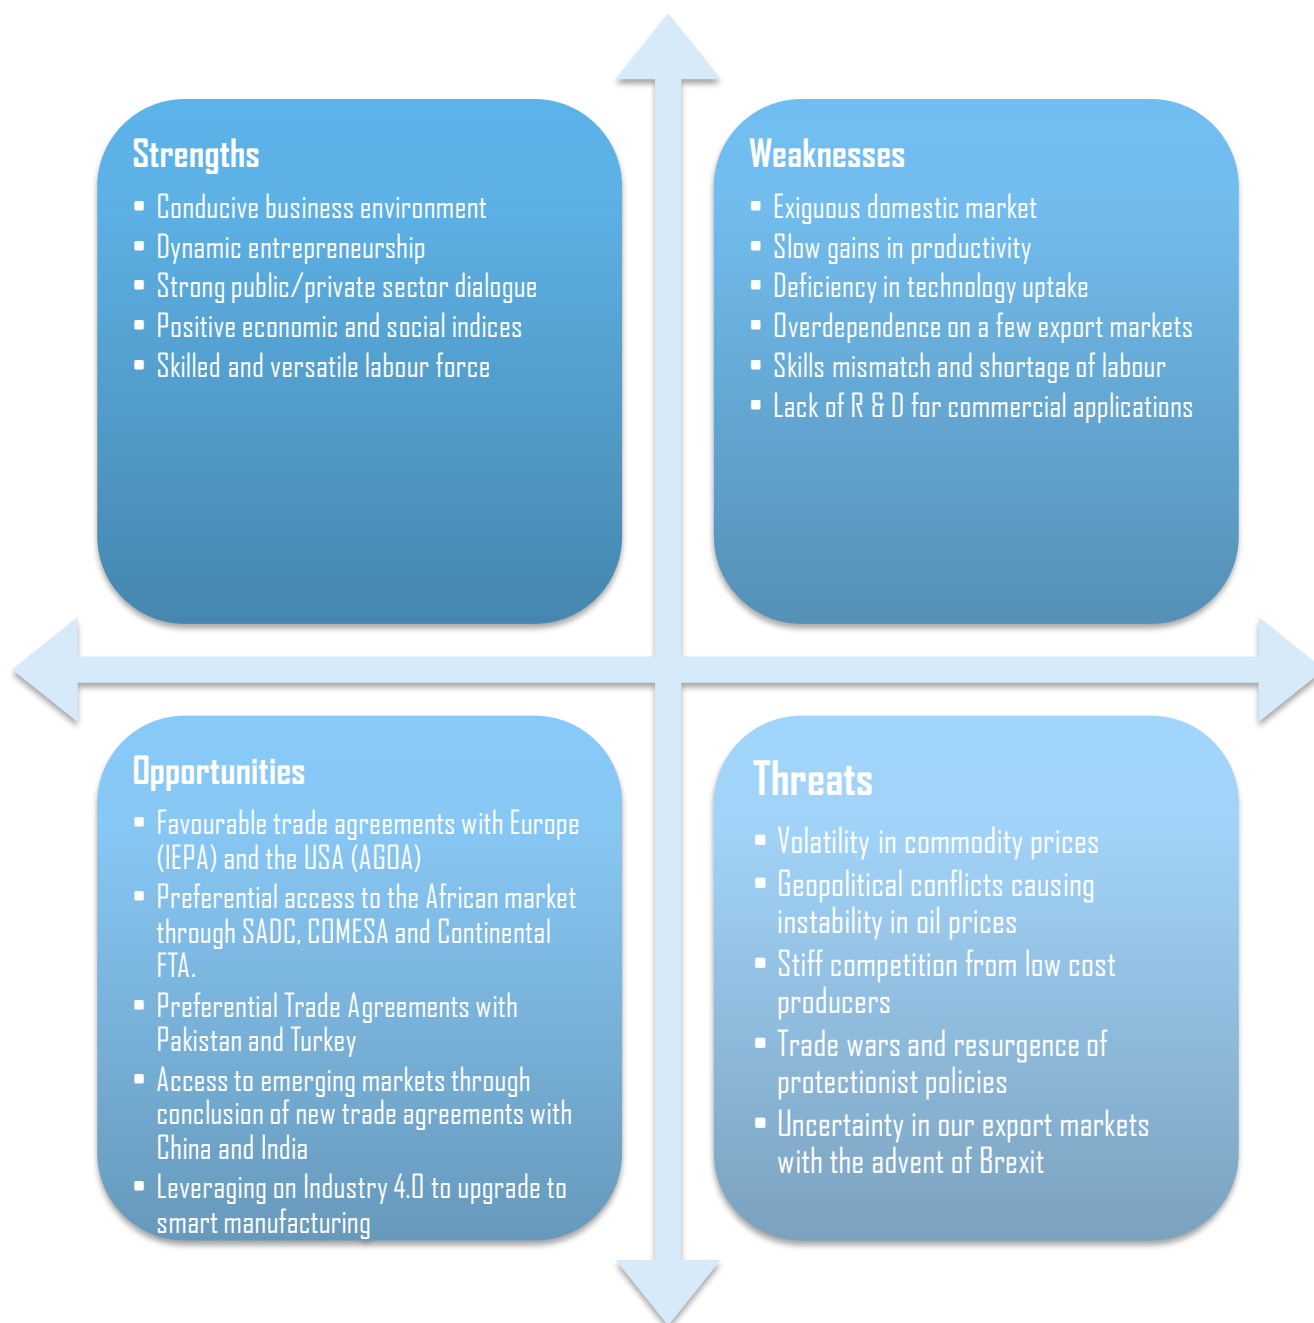 Strengths
▪ Conducive business environment
▪ Dynamic entrepreneurship
▪ Strong public/private sector dialogue
▪ Positive economic and social indices
▪ Skilled and versatile labour force
Weaknesses
▪ Exiguous domestic market
▪ Slow gains in productivity
▪ Deficiency in technology uptake
▪ Overdependence on a few export markets
▪ Skills mismatch and shortage of labour
▪ Lack of R & D for commercial applications
Opportunities
▪ Favourable trade agreements with Europe
(IEPA) and the USA (AGOA)
▪ Preferential access to the African market
through SADC, COMESA and Continental
FTA.
▪ Preferential Trade Agreements with
Pakistan and Turkey
▪ Access to emerging markets through
conclusion of new trade agreements with
China and India
▪ Leveraging on Industry 4.0 to upgrade to
smart manufacturing
Threats
▪ Volatility in commodity prices
▪ Geopolitical conflicts causing
instability in oil prices
▪ Stiff competition from low cost
producers
▪ Trade wars and resurgence of
protectionist policies
▪ Uncertainty in our export markets
with the advent of Brexit